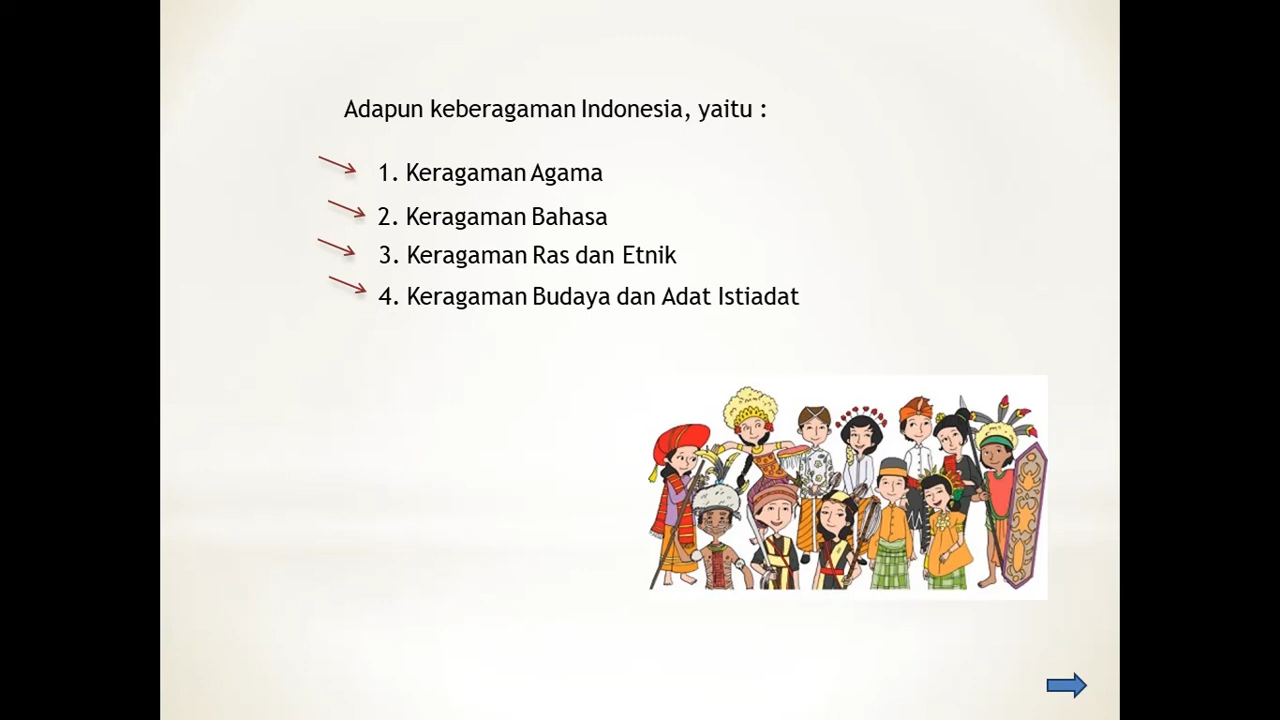 Adapun keberagaman Indonesia, yaitu :
1. Keragaman Agama
2. Keragaman Bahasa
3. Keragaman Ras dan Etnik
4. Keragaman Budaya dan Adat Istiadat